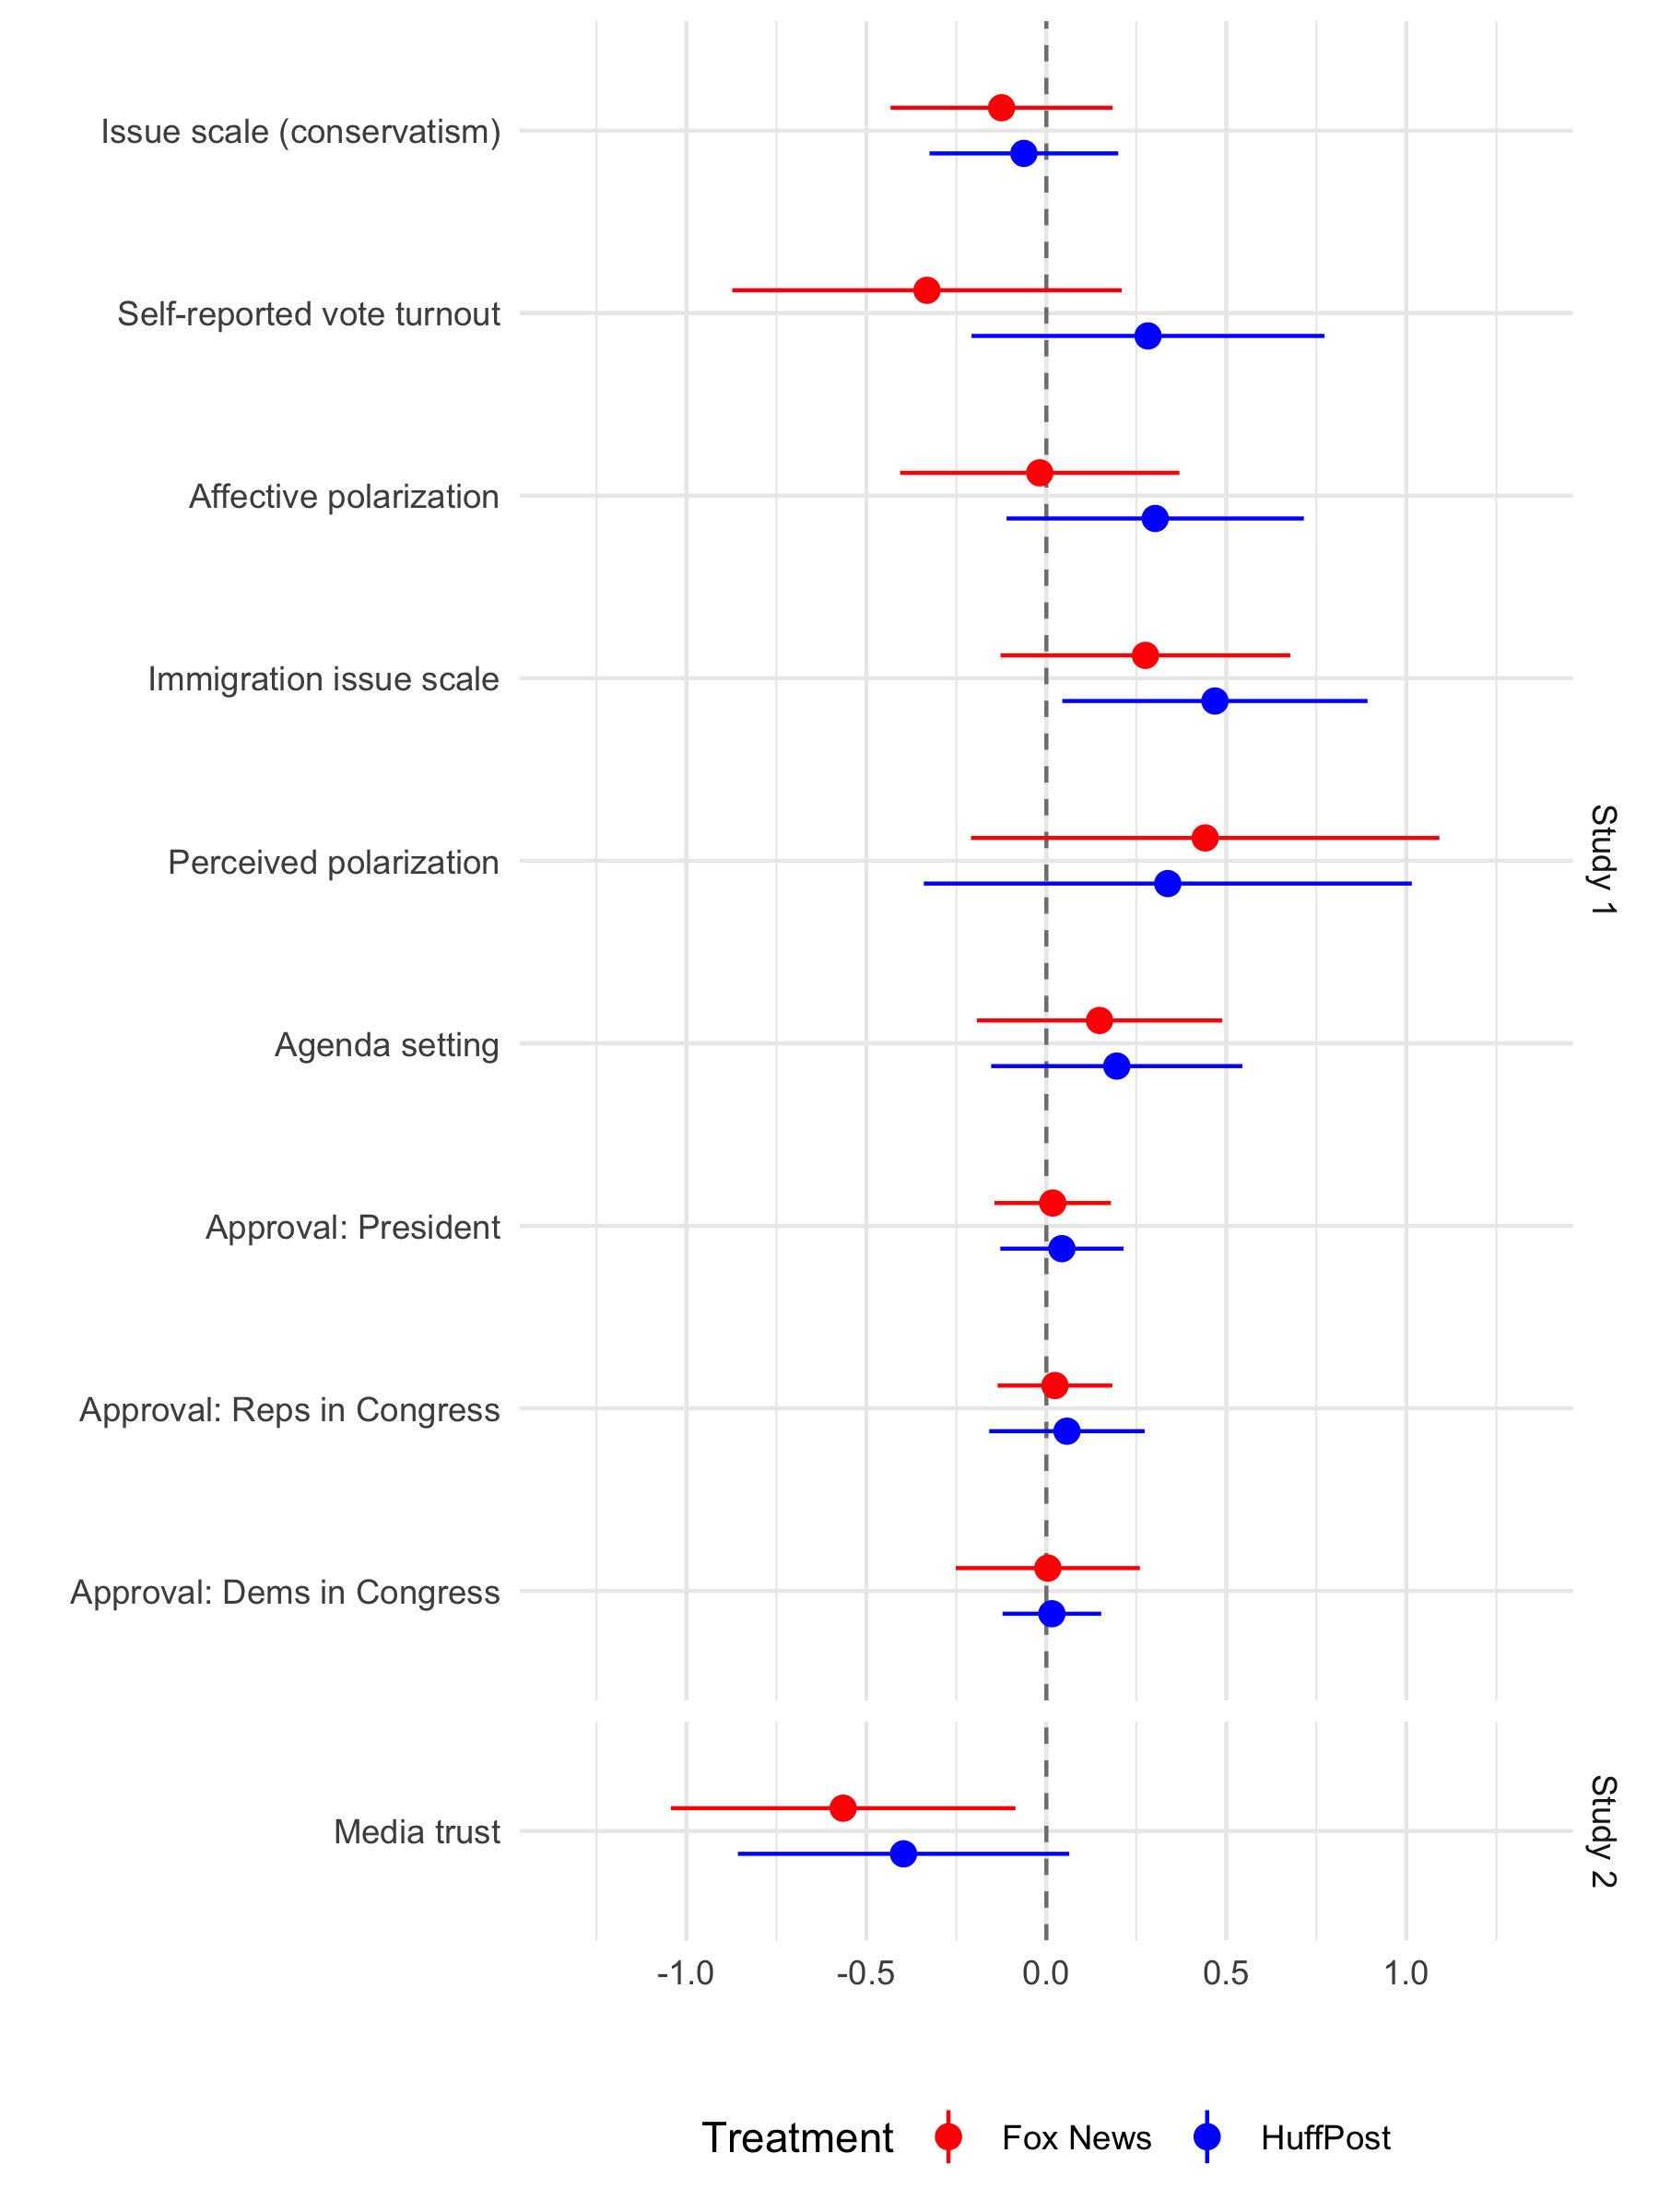 Issue scale (conservatism)
Self-reported vote turnout
Affective polarization
Immigration issue scale
Perceived polarization
Agenda setting
Approval: President
Approval: Reps in Congress
Approval: Dems in Congress
Study 1
Media trust
Study 2
-1.0 -0.5 0.0 0.5 1.0
Treatment Fox News HuffPost